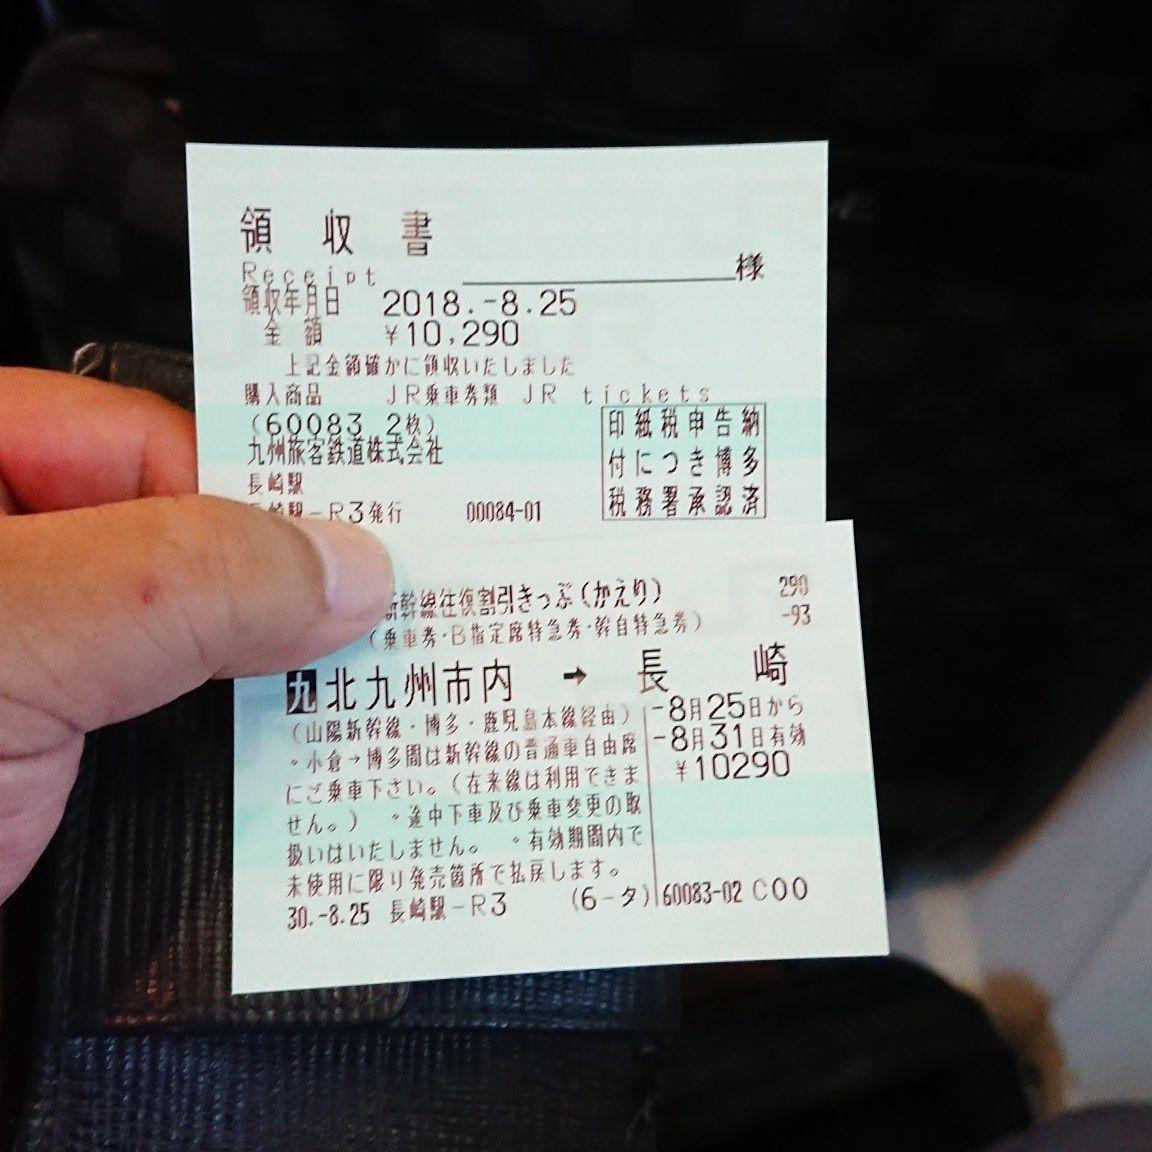 領収書
Receipt 様
領収年月日 2018.-8.25
金額 ¥10,290
上記金額確かに領収いたしました
購入商品 JR乗車券類 JR tickets
(60083 2枚)
九州旅客鉄道株式会社
長崎駅
長崎駅-R3発行 00084-01
印紙税申告納
付につき博多
税務署承認済
新幹線往復割引きっぷ(かえり) 290
(乗車券・B指定席特急券・幹自特急券) -93
九 北九州市内 → 長崎
(山陽新幹線・博多・鹿児島本線経由) -8月25日から
。小倉→博多間は新幹線の普通車自由席 -8月31日有効
にご乗車下さい。(在来線は利用できま ¥10290
せん。) 。途中下車及び乗車変更の取
扱いはいたしません。 。有効期間内で
未使用に限り発売箇所で払戻します。
30.-8.25 長崎駅-R3 (6-タ) 60083-02 C00